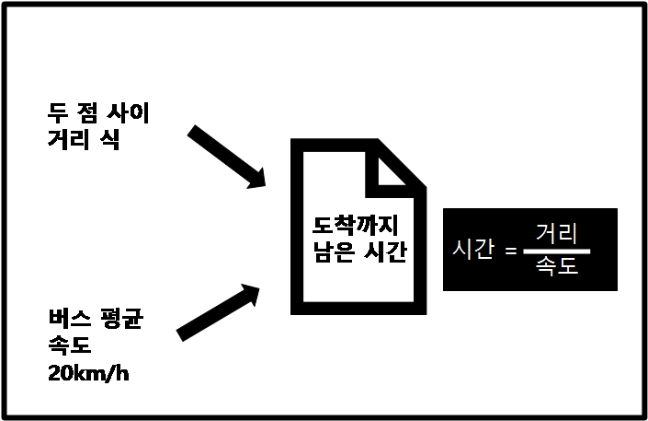 두 점 사이
거리 식
도착까지
남은 시간
시간 = 거리
속도
버스 평균
속도
20km/h